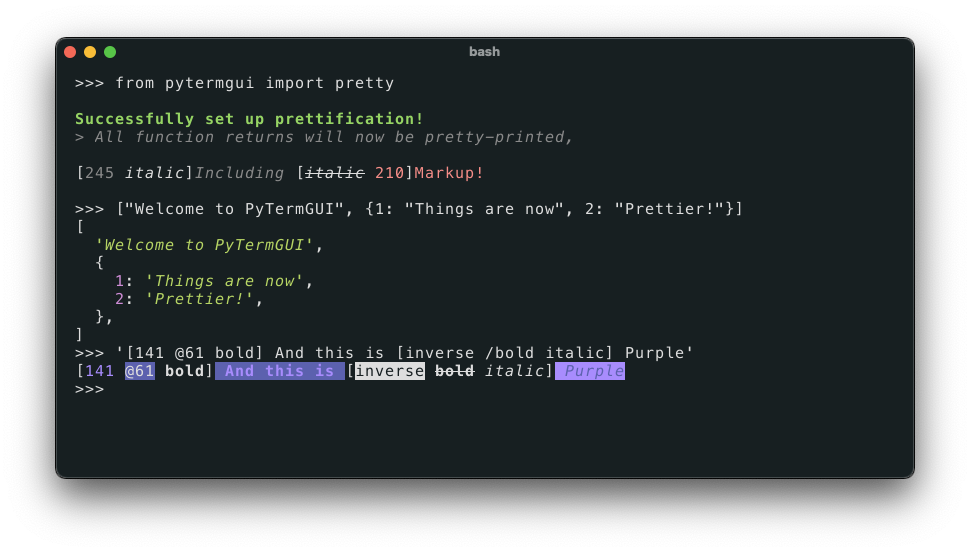 bash
>>> from pytermgui import pretty
Successfully set up prettification!
> All function returns will now be pretty-printed,
[245 italic]Including [italic 210]Markup!
>>> ["Welcome to PyTermGUI", {1: "Things are now", 2: "Prettier!"}]
[
  'Welcome to PyTermGUI',
  {
    1: 'Things are now',
    2: 'Prettier!',
  },
]
>>> '[141 @61 bold] And this is [inverse /bold italic] Purple'
[141 @61 bold] And this is [inverse bold italic] Purple
>>>